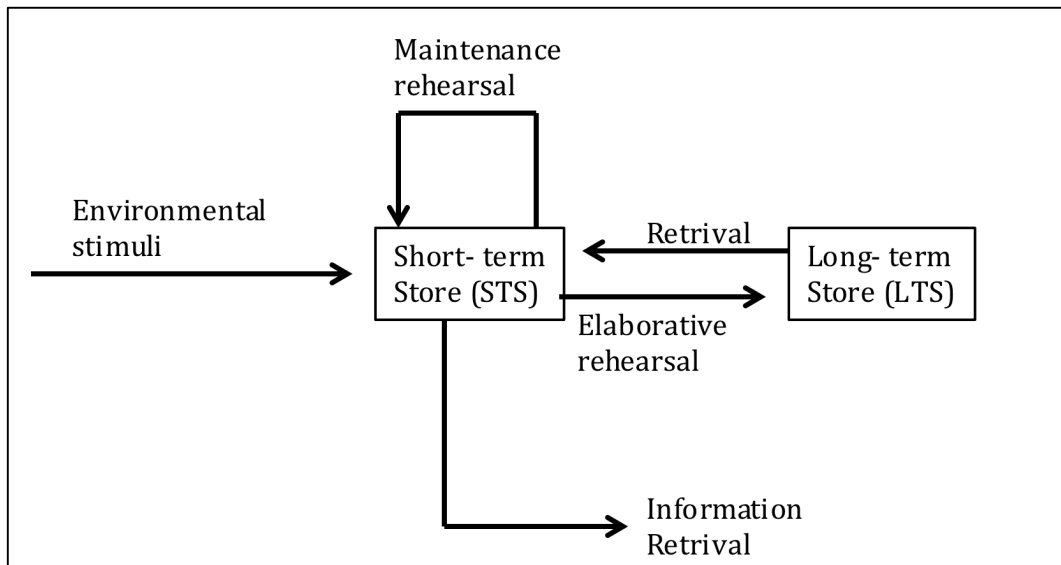 Maintenance
rehearsal
Environmental
stimuli
Short- term
Store (STS)
Retrival
Long- term
Store (LTS)
Elaborative
rehearsal
Information
Retrival